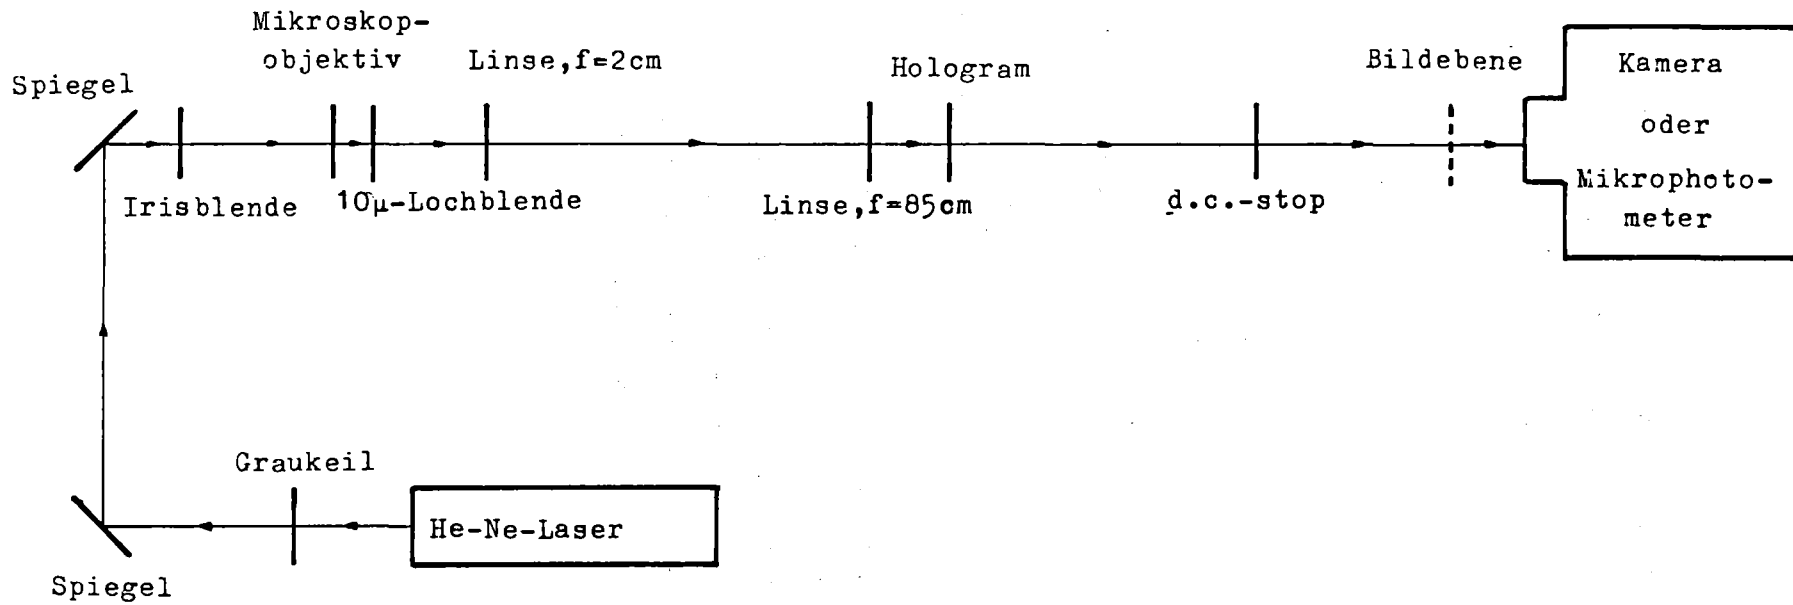 Mikroskop-
objektiv
Linse,f=2cm
Hologram
Bildebene
Kamera
oder
Mikrophoto-
meter
Spiegel
Irisblende
10µ-Lochblende
Linse,f=85cm
d.c.-stop
Graukeil
He-Ne-Laser
Spiegel